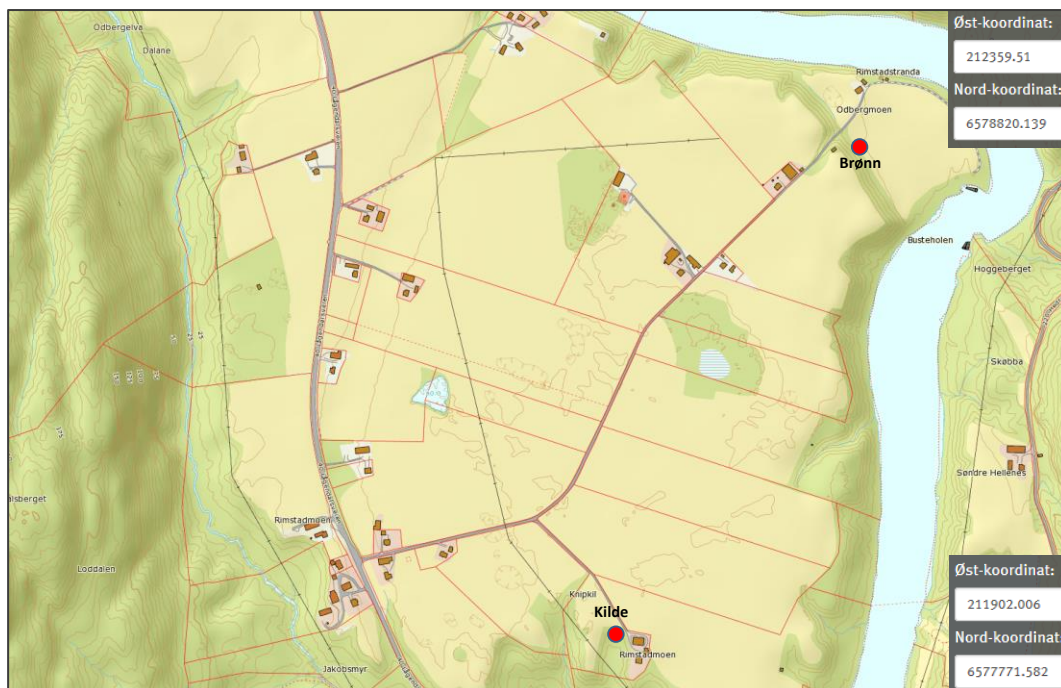 Odbergelva
Dalane
Øst-koordinat:
212359.51
Nord-koordinat:
6578820.139
Rimstadstranda
Odbergmoen
Brønn
Busteholen
Hoggeberget
Skøbba
Søndre Hellenes
Rimstadmoen
Loddalen
Knipkil
Kilde
Rimstadmoen
Jakobsmyr
Øst-koordinat:
211902.006
Nord-koordinat:
6577771.582